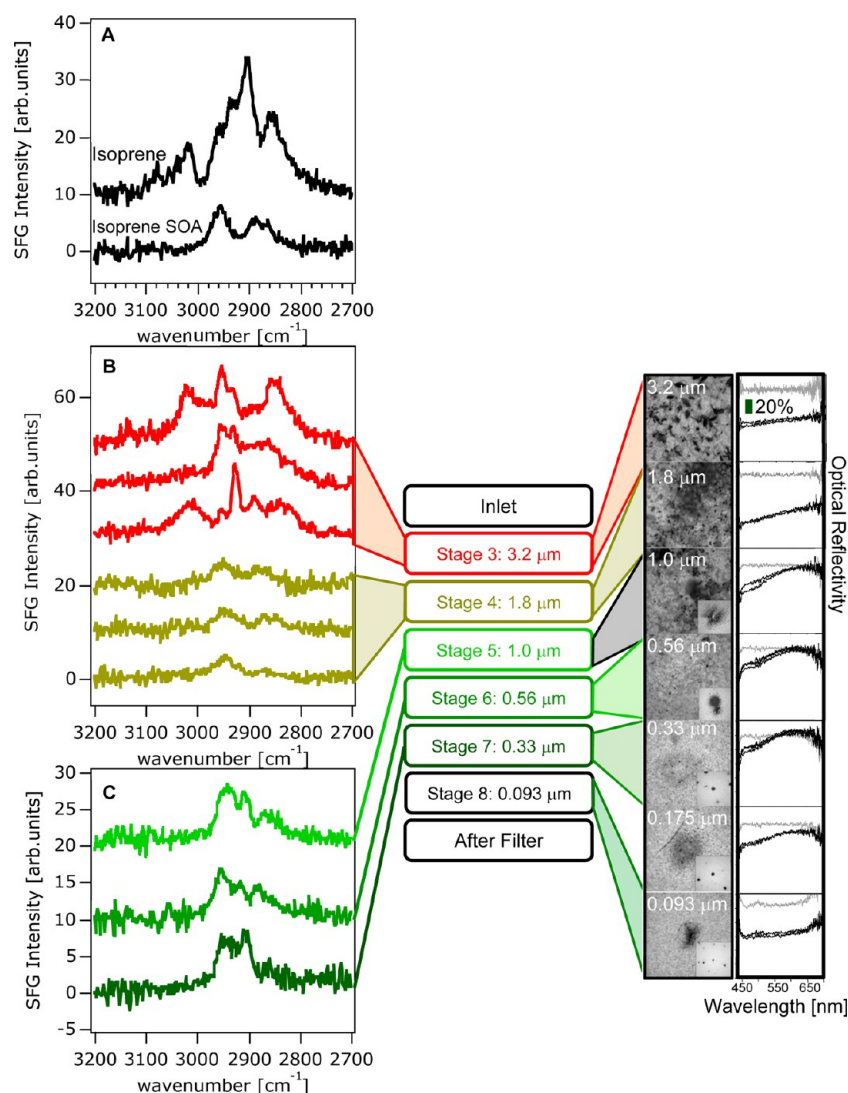 A
40
30
20
10
0
SFG Intensity [arb.units]
Isoprene
Isoprene SOA
3200 3100 3000 2900 2800 2700
wavenumber [cm⁻¹]
B
60
40
20
0
SFG Intensity [arb.units]
3200 3100 3000 2900 2800 2700
wavenumber [cm⁻¹]
C
30
25
20
15
10
5
0
-5
SFG Intensity [arb.units]
3200 3100 3000 2900 2800 2700
wavenumber [cm⁻¹]
Inlet
Stage 3: 3.2 μm
Stage 4: 1.8 μm
Stage 5: 1.0 μm
Stage 6: 0.56 μm
Stage 7: 0.33 μm
Stage 8: 0.093 μm
After Filter
3.2 μm
1.8 μm
1.0 μm
0.56 μm
0.33 μm
0.175 μm
0.093 μm
20%
Optical Reflectivity
450 550 650
Wavelength [nm]